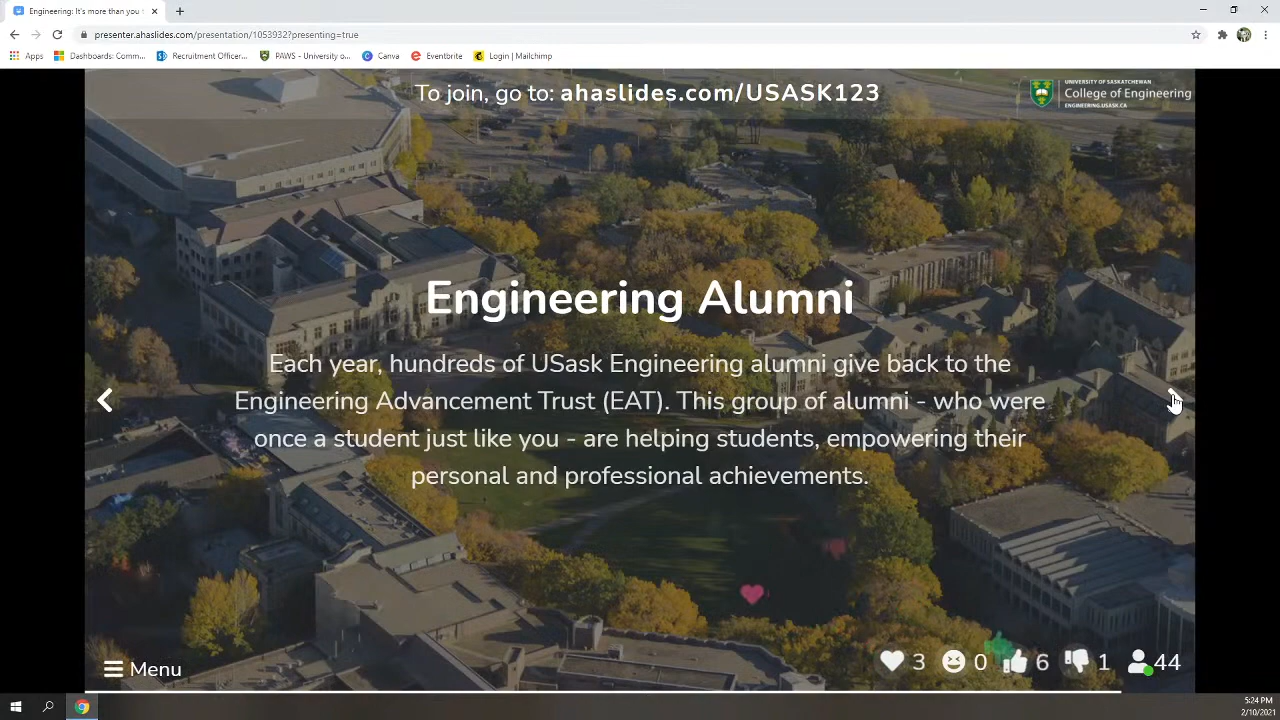 Engineering: It's more than you t
presenter.ahaslides.com/presentation/1053932?presenting=true
Apps
Dashboards: Comm...
Recruitment Officer...
PAWS - University o...
Canva
Eventbrite
Login | Mailchimp
To join, go to: ahaslides.com/USASK123
UNIVERSITY OF SASKATCHEWAN
College of Engineering
ENGINEERING.USASK.CA
Engineering Alumni
Each year, hundreds of USask Engineering alumni give back to the
Engineering Advancement Trust (EAT). This group of alumni - who were
once a student just like you - are helping students, empowering their
personal and professional achievements.
Menu
3
0
6
1
44
5:24 PM
2/10/2021